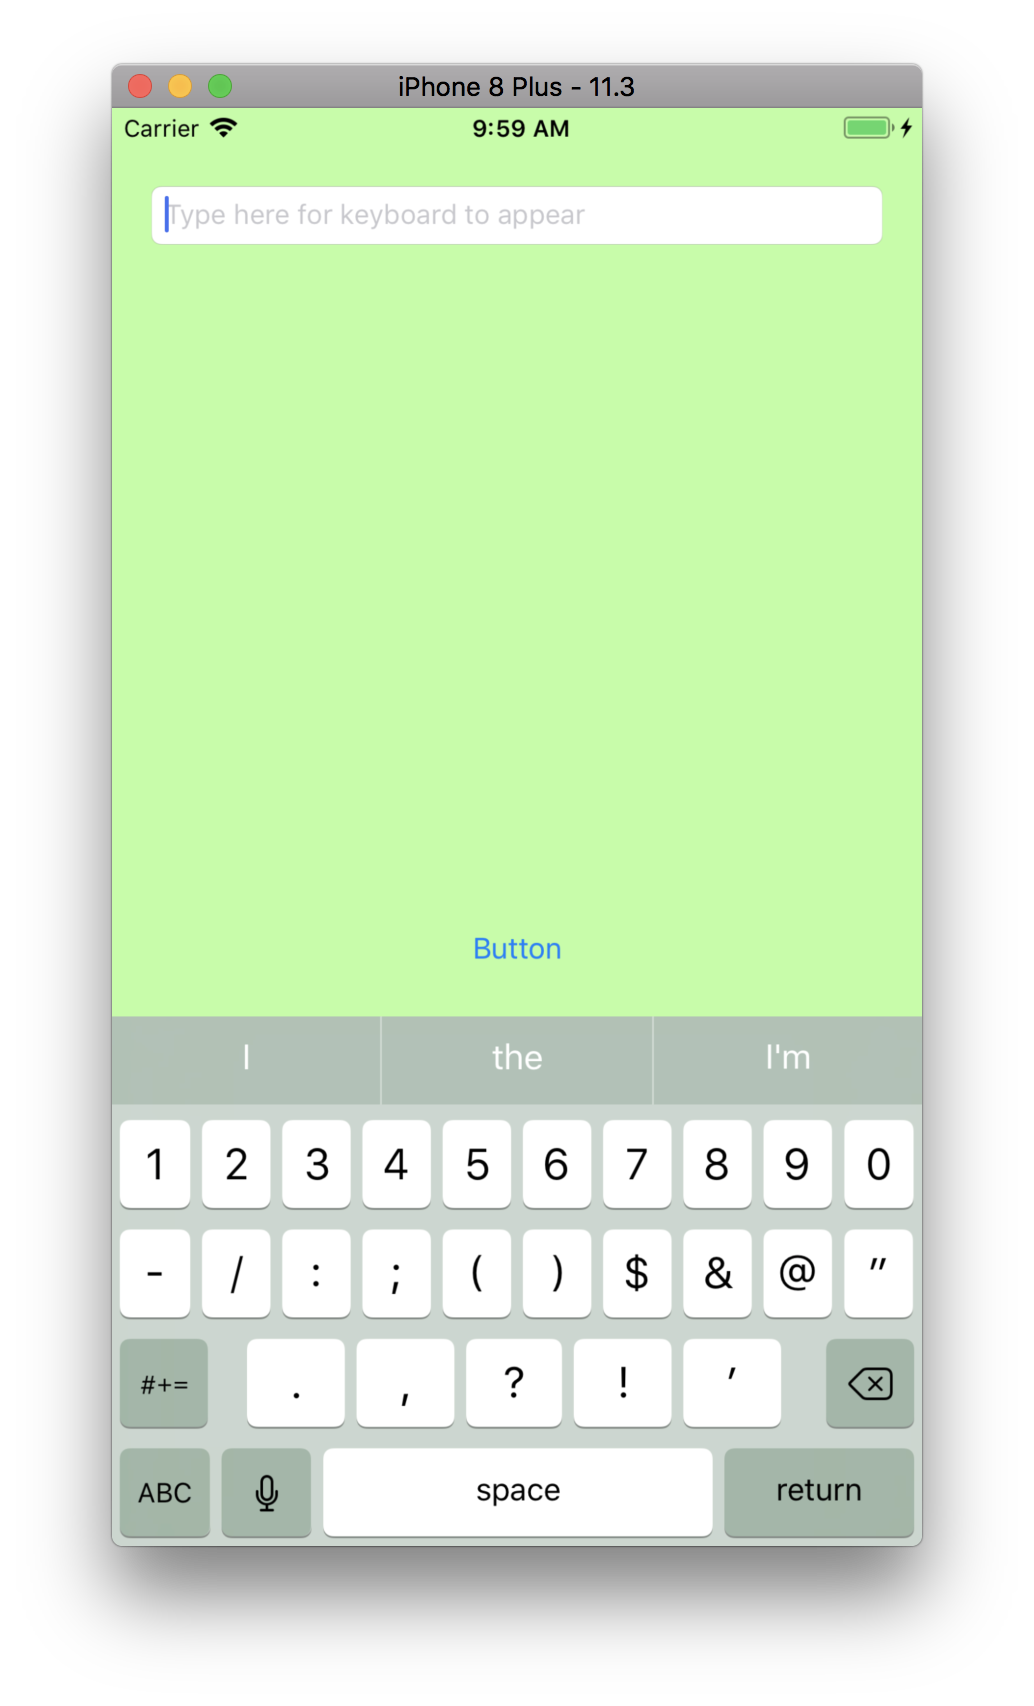 iPhone 8 Plus - 11.3
Carrier 9:59 AM
Type here for keyboard to appear
Button
I the I'm
1 2 3 4 5 6 7 8 9 0
- / : ; ( ) $ & @ "
#+= . , ? ! '
ABC space return